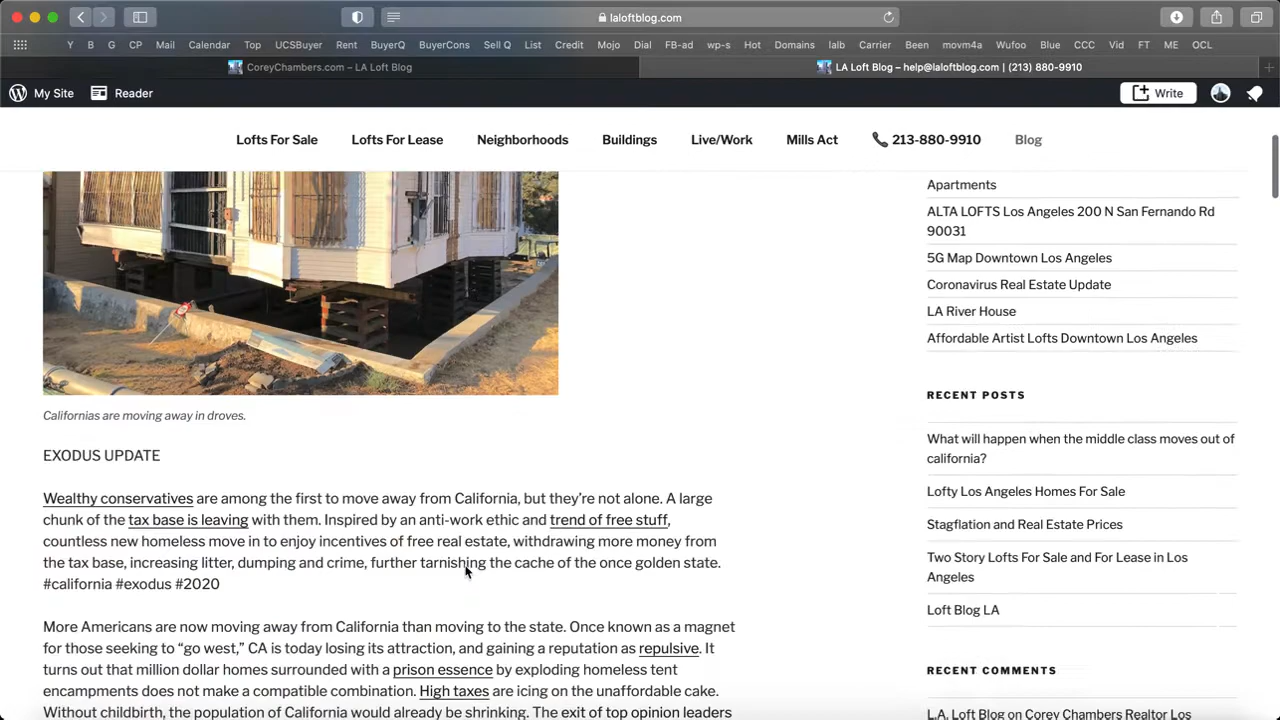 laloftblog.com
Y B G CP Mail Calendar Top UCSBuyer Rent BuyerQ BuyerCons Sell Q List Credit Mojo Dial FB-ad wp-s Hot Domains lalb Carrier Been movm4a Wufoo Blue CCC Vid FT ME OCL
CoreyChambers.com – LA Loft Blog
LA Loft Blog – help@laloftblog.com | (213) 880-9910
My Site Reader Write
Lofts For Sale Lofts For Lease Neighborhoods Buildings Live/Work Mills Act 213-880-9910 Blog
Californias are moving away in droves.
EXODUS UPDATE
Wealthy conservatives are among the first to move away from California, but they're not alone. A large
chunk of the tax base is leaving with them. Inspired by an anti-work ethic and trend of free stuff,
countless new homeless move in to enjoy incentives of free real estate, withdrawing more money from
the tax base, increasing litter, dumping and crime, further tarnishing the cache of the once golden state.
#california #exodus #2020
More Americans are now moving away from California than moving to the state. Once known as a magnet
for those seeking to “go west,” CA is today losing its attraction, and gaining a reputation as repulsive. It
turns out that million dollar homes surrounded with a prison essence by exploding homeless tent
encampments does not make a compatible combination. High taxes are icing on the unaffordable cake.
Without childbirth, the population of California would already be shrinking. The exit of top opinion leaders
Apartments
ALTA LOFTS Los Angeles 200 N San Fernando Rd
90031
5G Map Downtown Los Angeles
Coronavirus Real Estate Update
LA River House
Affordable Artist Lofts Downtown Los Angeles
RECENT POSTS
What will happen when the middle class moves out of
california?
Lofty Los Angeles Homes For Sale
Stagflation and Real Estate Prices
Two Story Lofts For Sale and For Lease in Los
Angeles
Loft Blog LA
RECENT COMMENTS
L.A. Loft Blog on Corey Chambers Realtor Los